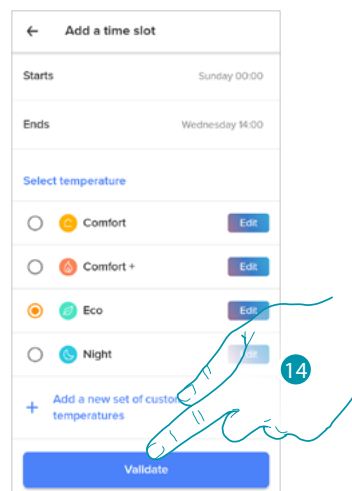 ← Add a time slot
Starts Sunday 00:00
Ends Wednesday 14:00
Select temperature
Comfort Edit
Comfort + Edit
Eco Edit
Night Edit
+ Add a new set of custom
temperatures
Validate
14